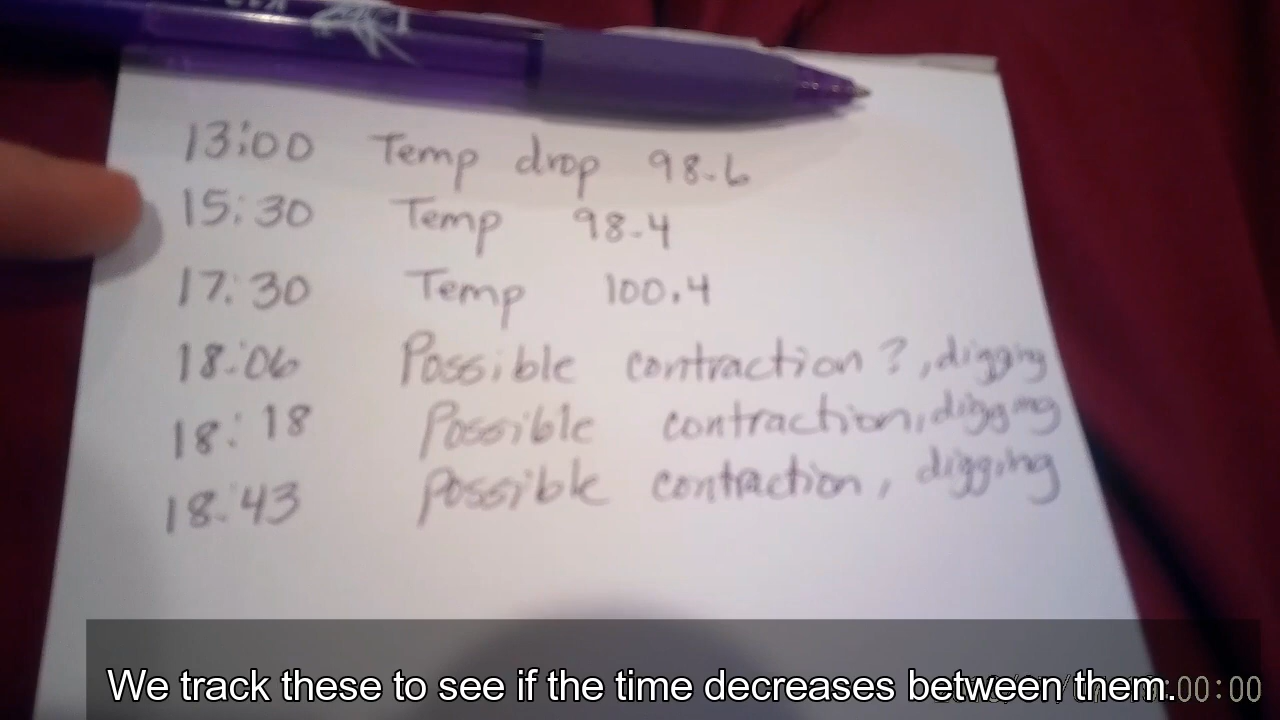 13:00 Temp drop 98.6
15:30 Temp 98.4
17:30 Temp 100.4
18:06 Possible contraction?, digging
18:18 Possible contraction, digging
18:43 Possible contraction, digging
We track these to see if the time decreases between them.
:00:00